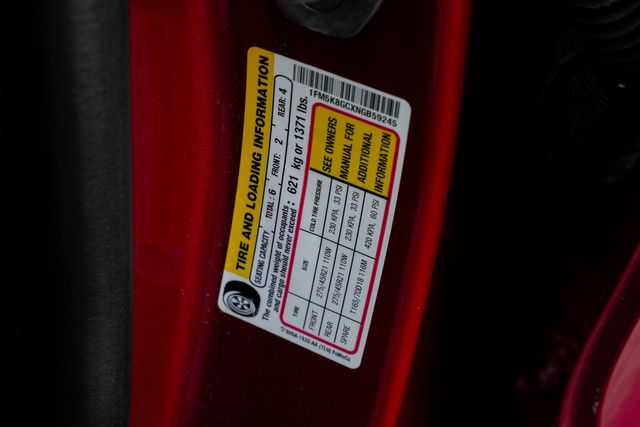 TIRE AND LOADING INFORMATION
SEATING CAPACITY TOTAL: 6 FRONT: 2 REAR: 4
The combined weight of occupants and cargo should never exceed: 621 kg or 1371 lbs.
1FM5K8GCXNGB59245
TIRE SIZE COLD TIRE PRESSURE
FRONT 275/45R21 110W 230 KPA, 33 PSI
REAR 275/45R21 110W 230 KPA, 33 PSI
SPARE T165/70D18 116M 420 KPA, 60 PSI
SEE OWNERS
MANUAL FOR
ADDITIONAL
INFORMATION
(TLU) FoMoCo